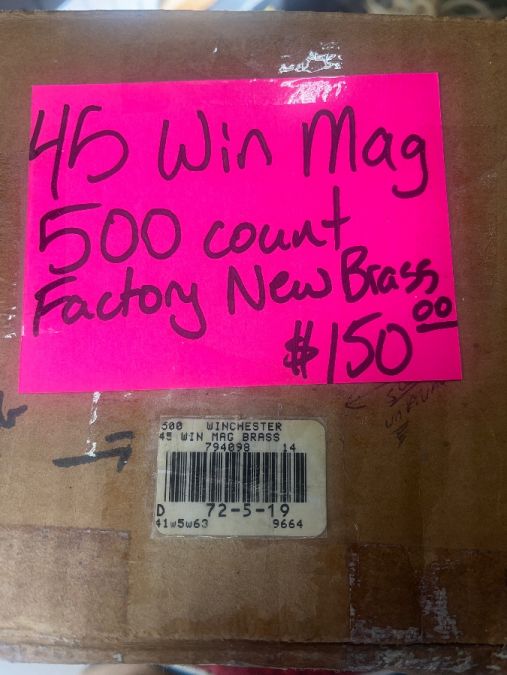 45 Win Mag
500 count
Factory New Brass
$150.00
500 WINCHESTER
45 WIN MAG BRASS
794098 14
D 72-5-19
41w5w63 9664